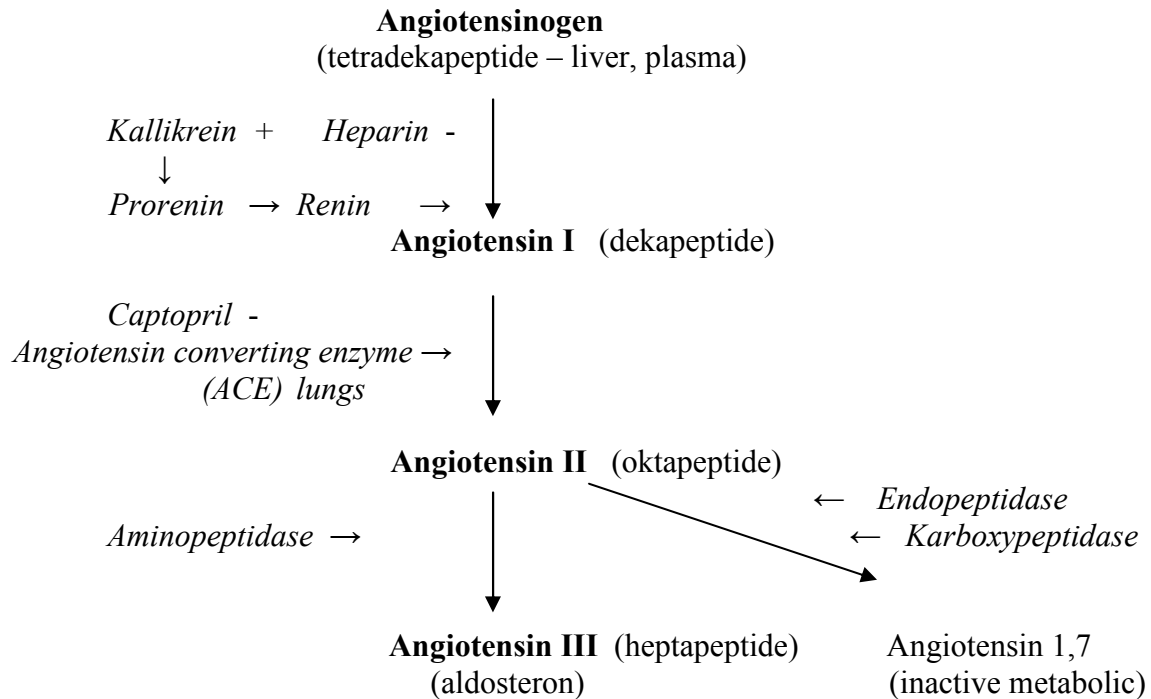 Angiotensinogen
(tetradekapeptide – liver, plasma)
Kallikrein + Heparin -
↓
Prorenin → Renin →
Angiotensin I (dekapeptide)
Captopril -
Angiotensin converting enzyme →
(ACE) lungs
Angiotensin II (oktapeptide)
← Endopeptidase
Aminopeptidase → ← Karboxypeptidase
Angiotensin III (heptapeptide) Angiotensin 1,7
(aldosteron) (inactive metabolic)